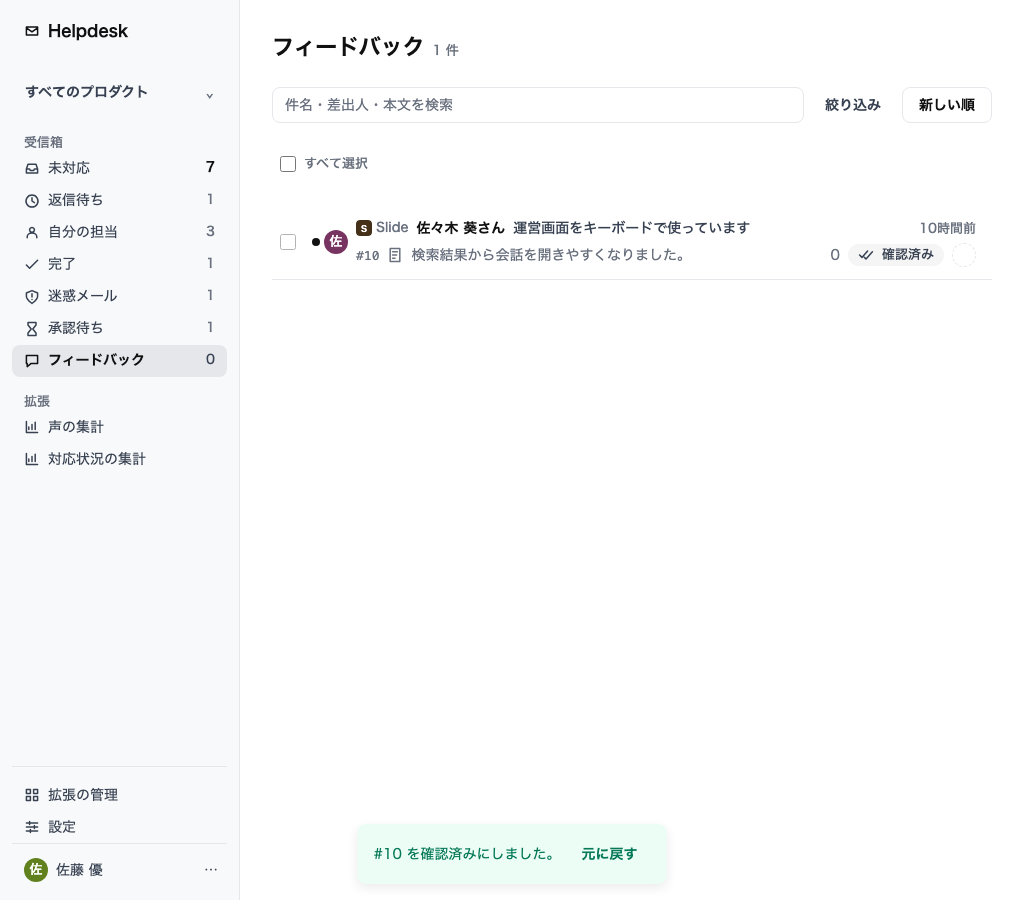 Helpdesk
すべてのプロダクト
受信箱
未対応 7
返信待ち 1
自分の担当 3
完了 1
迷惑メール 1
承認待ち 1
フィードバック 0
拡張
声の集計
対応状況の集計
拡張の管理
設定
佐 佐藤 優 ...
フィードバック 1 件
件名・差出人・本文を検索 絞り込み 新しい順
すべて選択
佐 S Slide 佐々木 葵さん 運営画面をキーボードで使っています 10時間前
#10 検索結果から会話を開きやすくなりました。 0 確認済み
#10 を確認済みにしました。 元に戻す